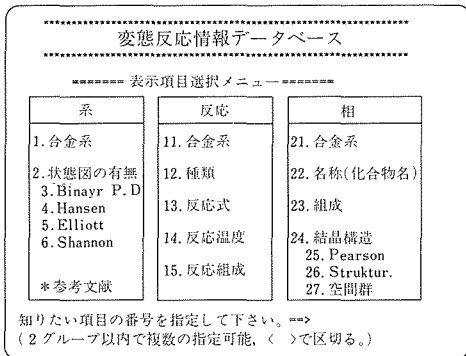 変態反応情報データベース
======= 表示項目選択メニュー =======
系
1.合金系
2.状態図の有無
3.Binayr P.D
4.Hansen
5.Elliott
6.Shannon
*参考文献
反応
11.合金系
12.種類
13.反応式
14.反応温度
15.反応組成
相
21.合金系
22.名称(化合物名)
23.組成
24.結晶構造
25.Pearson
26.Struktur.
27.空間群
知りたい項目の番号を指定して下さい。==>
(2グループ以内で複数の指定可能, < >で区切る。)